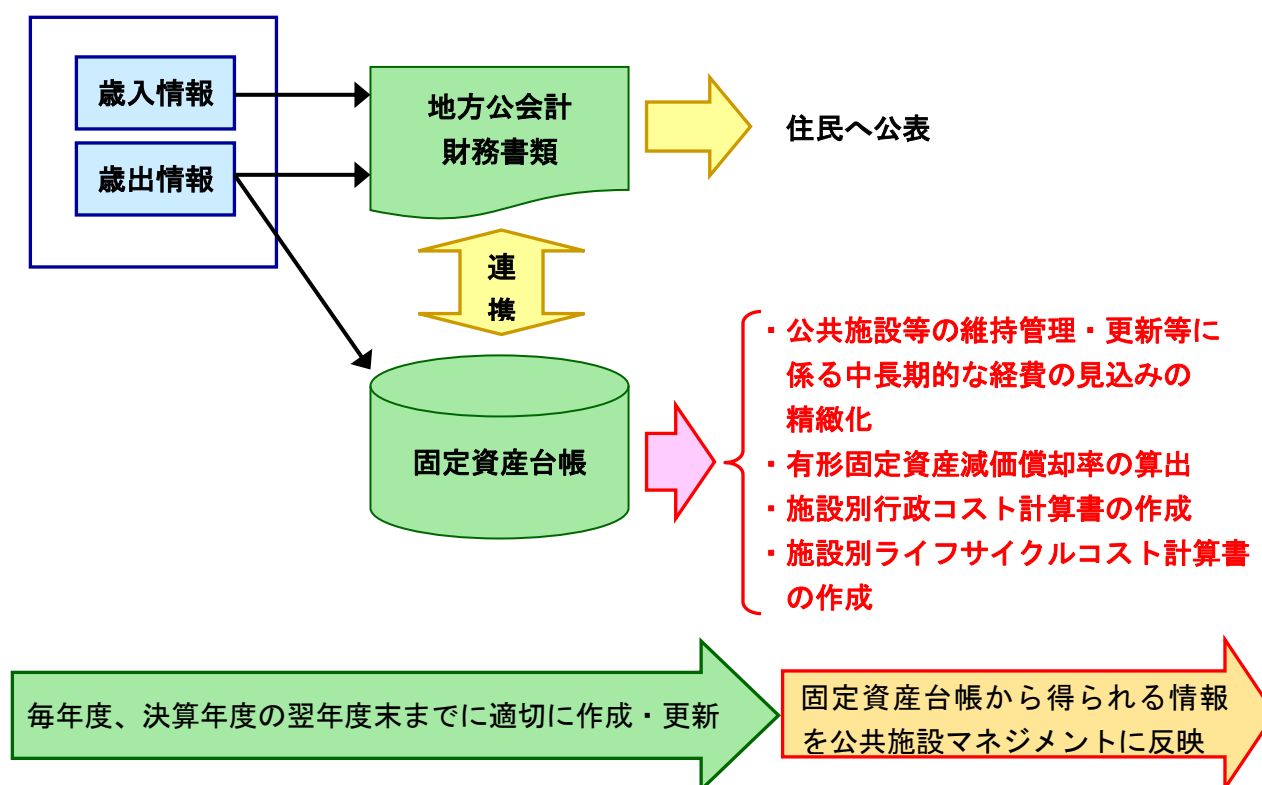 歳入情報
歳出情報
地方公会計
財務書類
住民へ公表
連
携
固定資産台帳
・公共施設等の維持管理・更新等に
係る中長期的な経費の見込みの
精緻化
・有形固定資産減価償却率の算出
・施設別行政コスト計算書の作成
・施設別ライフサイクルコスト計算書
の作成
毎年度、決算年度の翌年度末までに適切に作成・更新
固定資産台帳から得られる情報
を公共施設マネジメントに反映